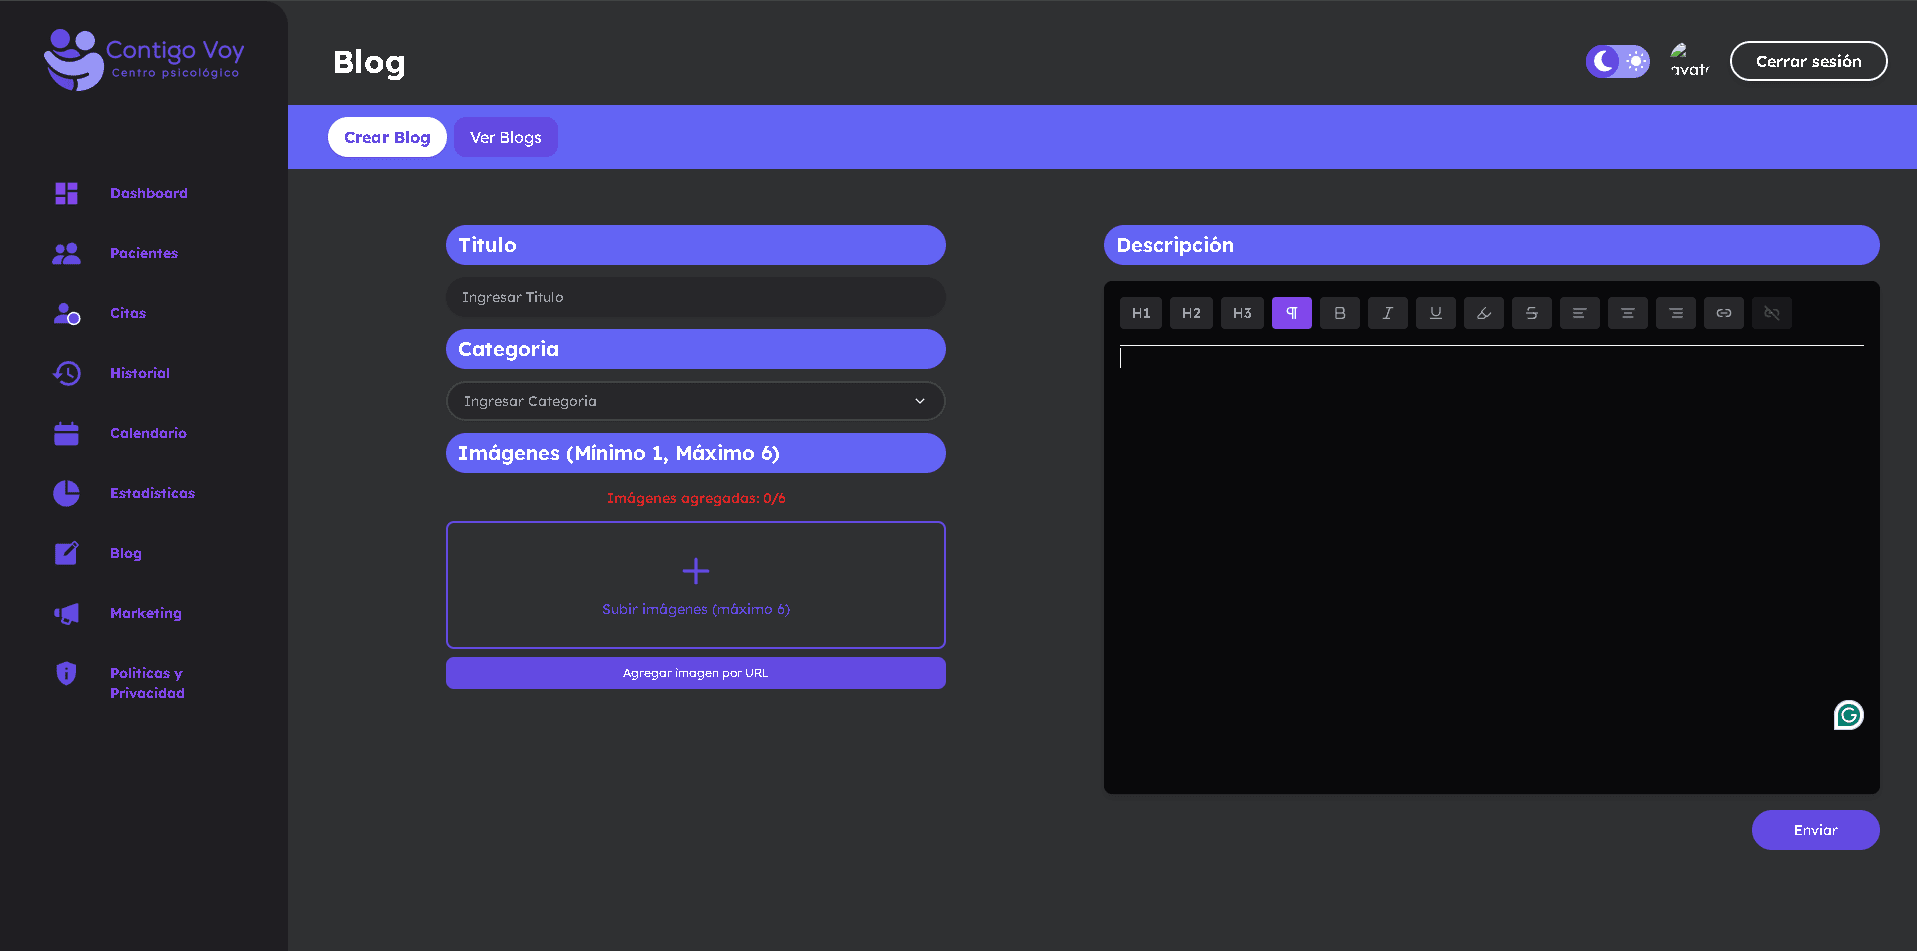 Contigo Voy
Centro psicológico
Dashboard
Pacientes
Citas
Historial
Calendario
Estadisticas
Blog
Marketing
Politicas y
Privacidad
Blog
avat
Cerrar sesión
Crear Blog
Ver Blogs
Titulo
Ingresar Titulo
Categoria
Ingresar Categoria
Imágenes (Mínimo 1, Máximo 6)
Imágenes agregadas: 0/6
Subir imágenes (máximo 6)
Agregar imagen por URL
Descripción
H1 H2 H3 ¶ B I U S
Enviar